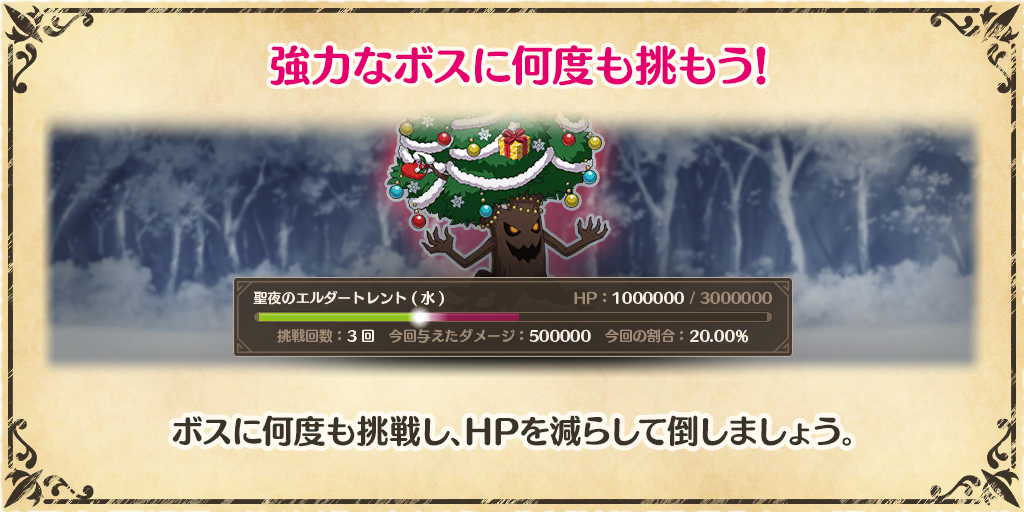 強力なボスに何度も挑もう!
聖夜のエルダートレント(水) HP:1000000 / 3000000
挑戦回数:3回 今回与えたダメージ:500000 今回の割合:20.00%
ボスに何度も挑戦し、HPを減らして倒しましょう。